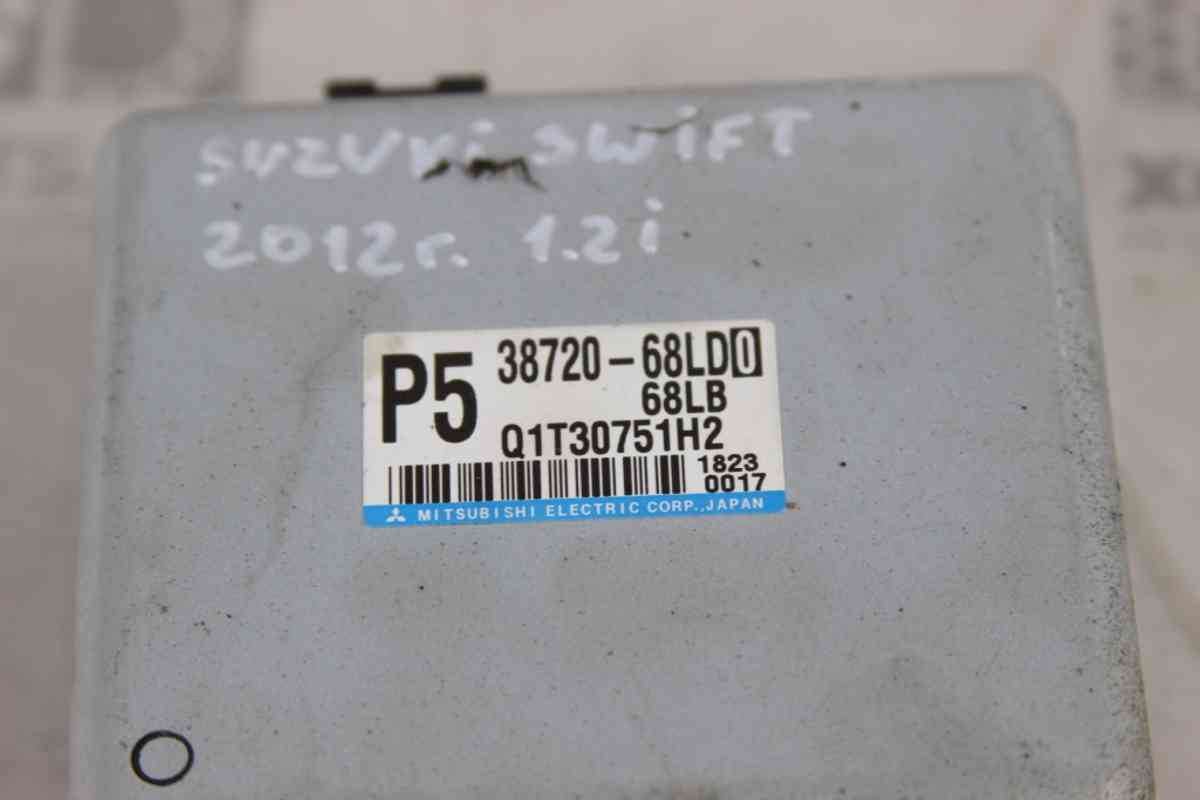 SUZUKi SWiFT
2012г. 1.2i
P5 38720-68LD0
68LB
Q1T30751H2
1823
0017
MITSUBISHI ELECTRIC CORP.,JAPAN